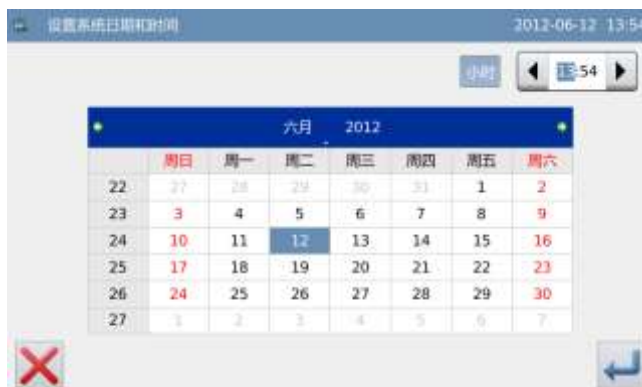 设置系统日期和时间 2012-06-12 13:54
小时 13:54
六月 2012
周日 周一 周二 周三 周四 周五 周六
22 27 28 29 30 31 1 2
23 3 4 5 6 7 8 9
24 10 11 12 13 14 15 16
25 17 18 19 20 21 22 23
26 24 25 26 27 28 29 30
27 1 2 3 4 5 6 7